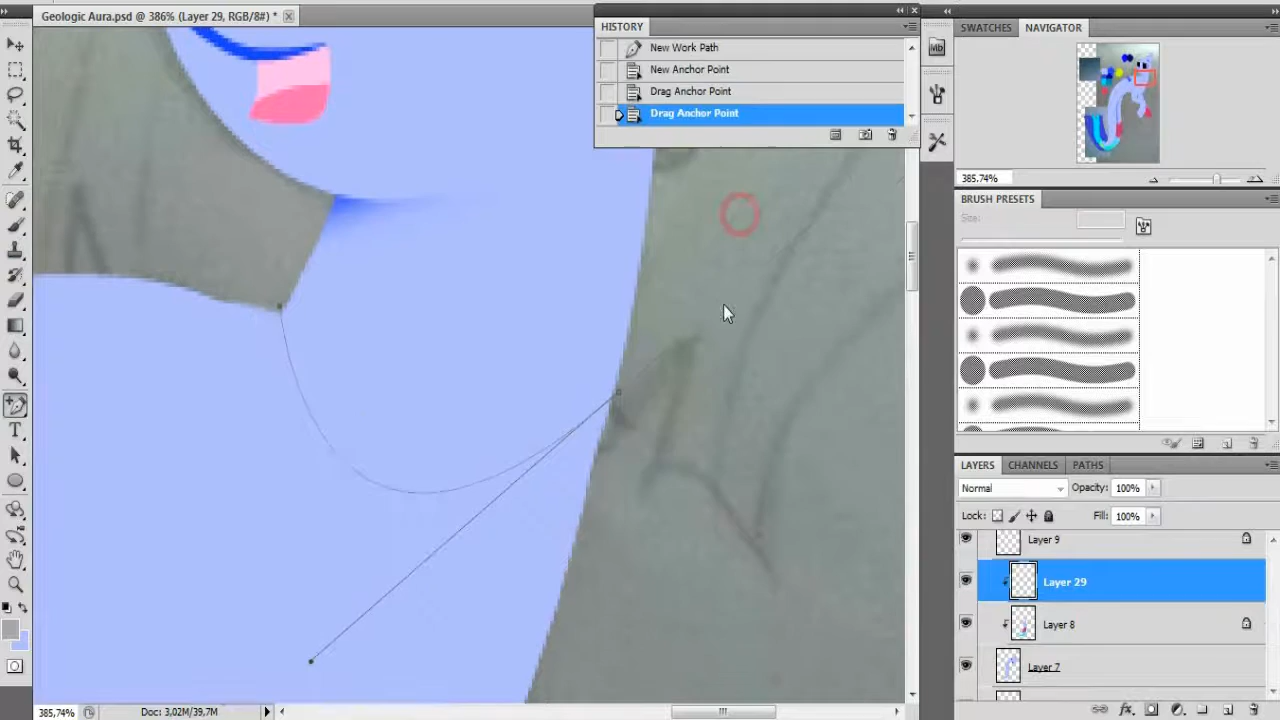 Geologic Aura.psd @ 386% (Layer 29, RGB/8#) *
HISTORY
New Work Path
New Anchor Point
Drag Anchor Point
Drag Anchor Point
Mb
SWATCHES NAVIGATOR
385.74%
BRUSH PRESETS
Size:
LAYERS CHANNELS PATHS
Normal Opacity: 100%
Lock: Fill: 100%
Layer 9
Layer 29
Layer 8
Layer 7
T
fx
385,74% Doc: 3,02M/39,7M